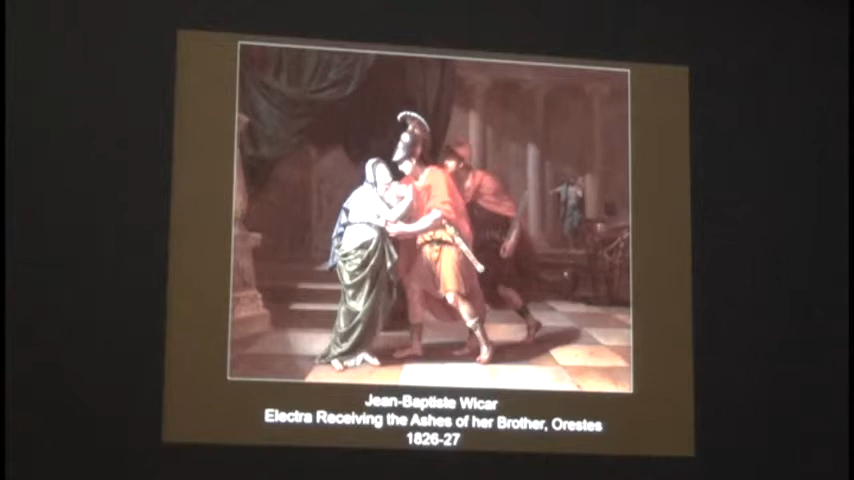 Jean-Baptiste Wicar
Electra Receiving the Ashes of her Brother, Orestes
1826-27